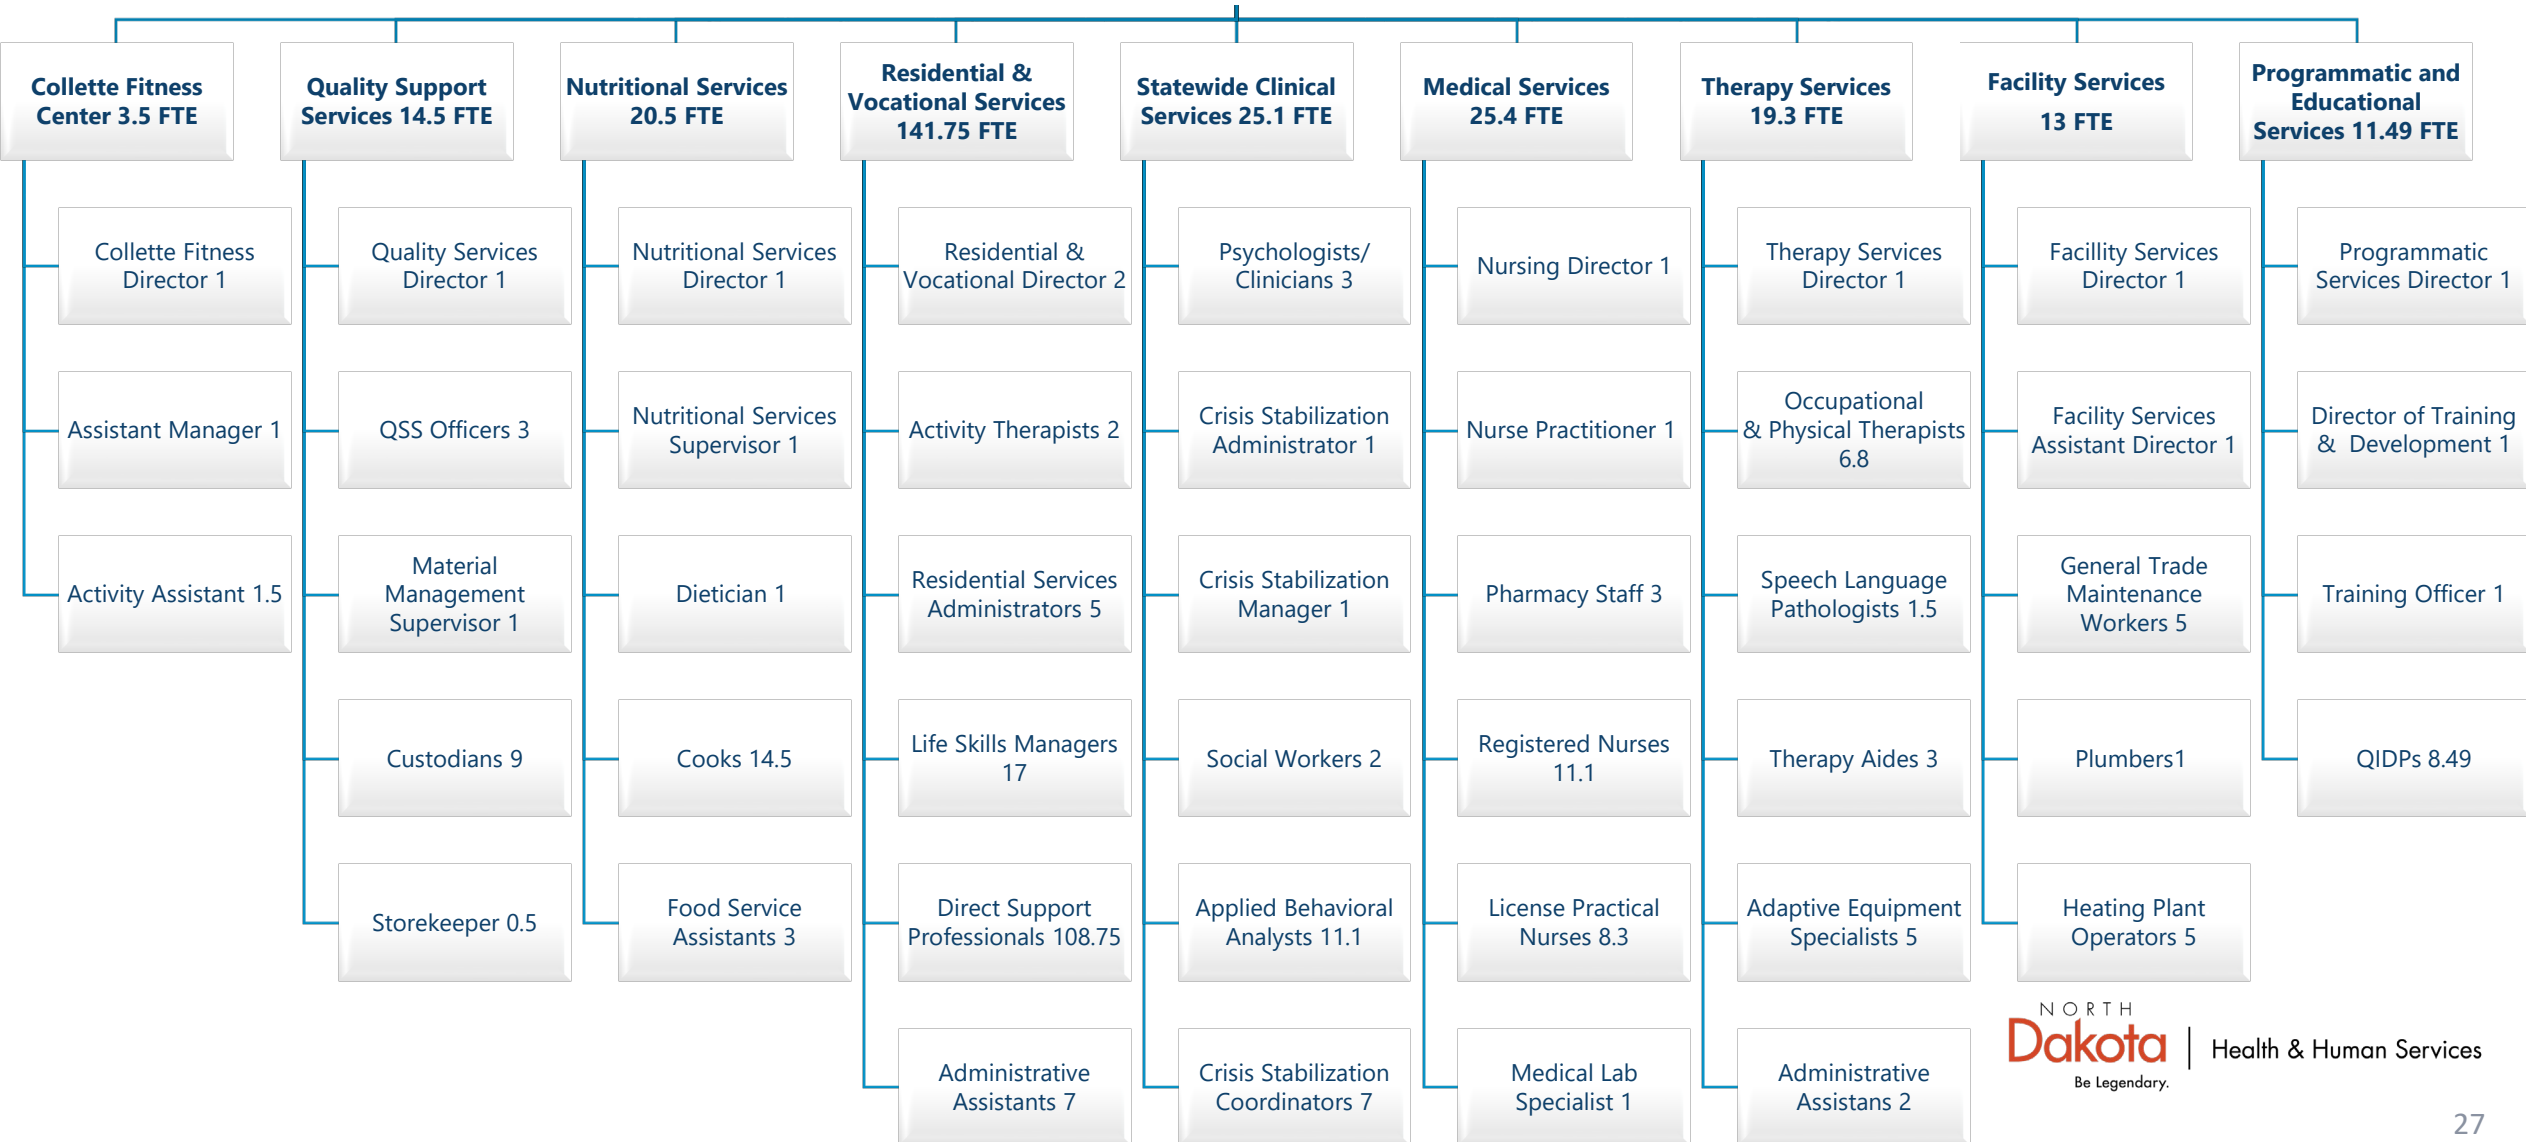 Collette Fitness
Center 3.5 FTE
Collette Fitness
Director 1
Assistant Manager 1
Activity Assistant 1.5
Quality Support
Services 14.5 FTE
Quality Services
Director 1
QSS Officers 3
Material
Management
Supervisor 1
Custodians 9
Storekeeper 0.5
Nutritional Services
20.5 FTE
Nutritional Services
Director 1
Nutritional Services
Supervisor 1
Dietician 1
Cooks 14.5
Food Service
Assistants 3
Residential &
Vocational Services
141.75 FTE
Residential &
Vocational Director 2
Activity Therapists 2
Residential Services
Administrators 5
Life Skills Managers
17
Direct Support
Professionals 108.75
Administrative
Assistants 7
Statewide Clinical
Services 25.1 FTE
Psychologists/
Clinicians 3
Crisis Stabilization
Administrator 1
Crisis Stabilization
Manager 1
Social Workers 2
Applied Behavioral
Analysts 11.1
Crisis Stabilization
Coordinators 7
Medical Services
25.4 FTE
Nursing Director 1
Nurse Practitioner 1
Pharmacy Staff 3
Registered Nurses
11.1
License Practical
Nurses 8.3
Medical Lab
Specialist 1
Therapy Services
19.3 FTE
Therapy Services
Director 1
Occupational
& Physical Therapists
6.8
Speech Language
Pathologists 1.5
Therapy Aides 3
Adaptive Equipment
Specialists 5
Administrative
Assistans 2
Facility Services
13 FTE
Facillity Services
Director 1
Facility Services
Assistant Director 1
General Trade
Maintenance
Workers 5
Plumbers1
Heating Plant
Operators 5
Programmatic and
Educational
Services 11.49 FTE
Programmatic
Services Director 1
Director of Training
& Development 1
Training Officer 1
QIDPs 8.49
NORTH
Dakota
Be Legendary.
Health & Human Services
27